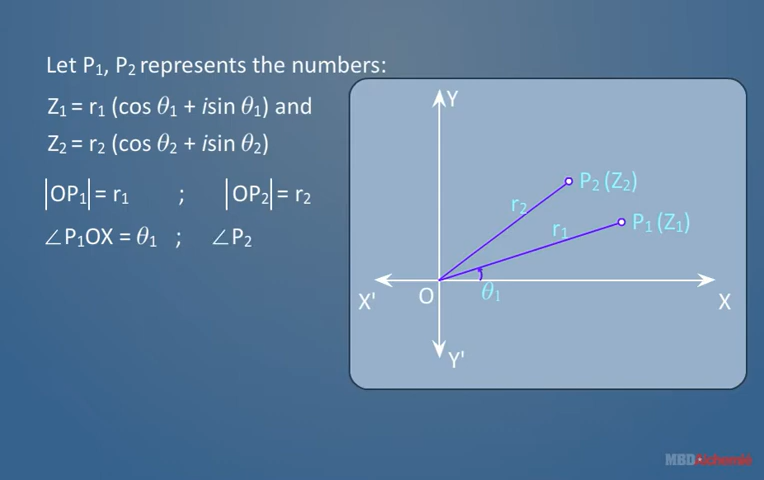 Let P₁, P₂ represents the numbers:
Z₁ = r₁ (cos θ₁ + isin θ₁) and
Z₂ = r₂ (cos θ₂ + isin θ₂)
|OP₁| = r₁ ; |OP₂| = r₂
∠P₁OX = θ₁ ; ∠P₂
Y
P₂ (Z₂)
r₂
P₁ (Z₁)
r₁
O
θ₁
X'
X
Y'
MBD